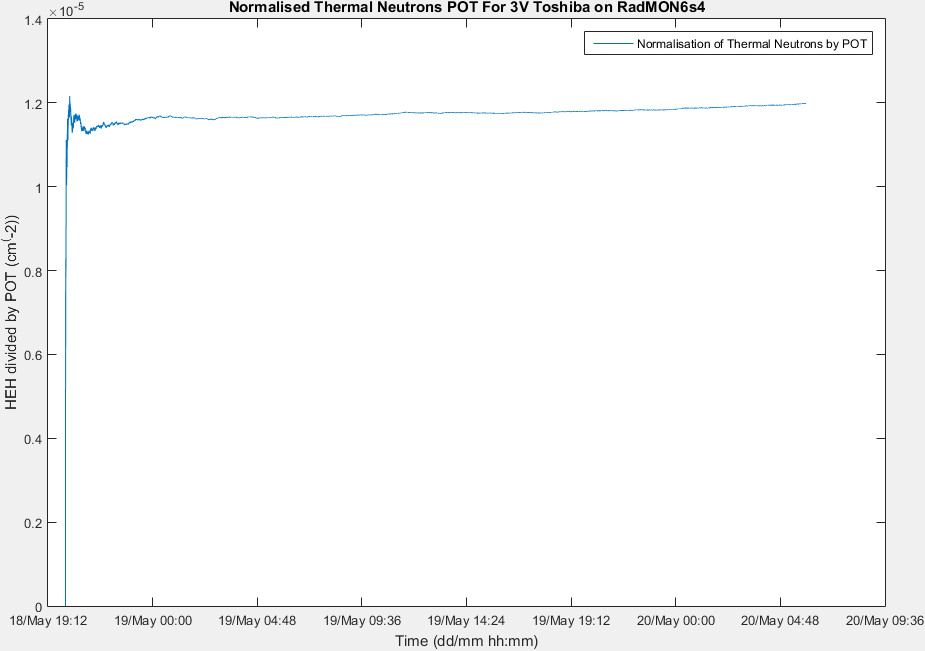 Normalised Thermal Neutrons POT For 3V Toshiba on RadMON6s4
×10-5
Normalisation of Thermal Neutrons by POT
1.4
1.2
1
0.8
0.6
0.4
0.2
0
HEH divided by POT (cm(-2))
18/May 19:12 19/May 00:00 19/May 04:48 19/May 09:36 19/May 14:24 19/May 19:12 20/May 00:00 20/May 04:48 20/May 09:36
Time (dd/mm hh:mm)